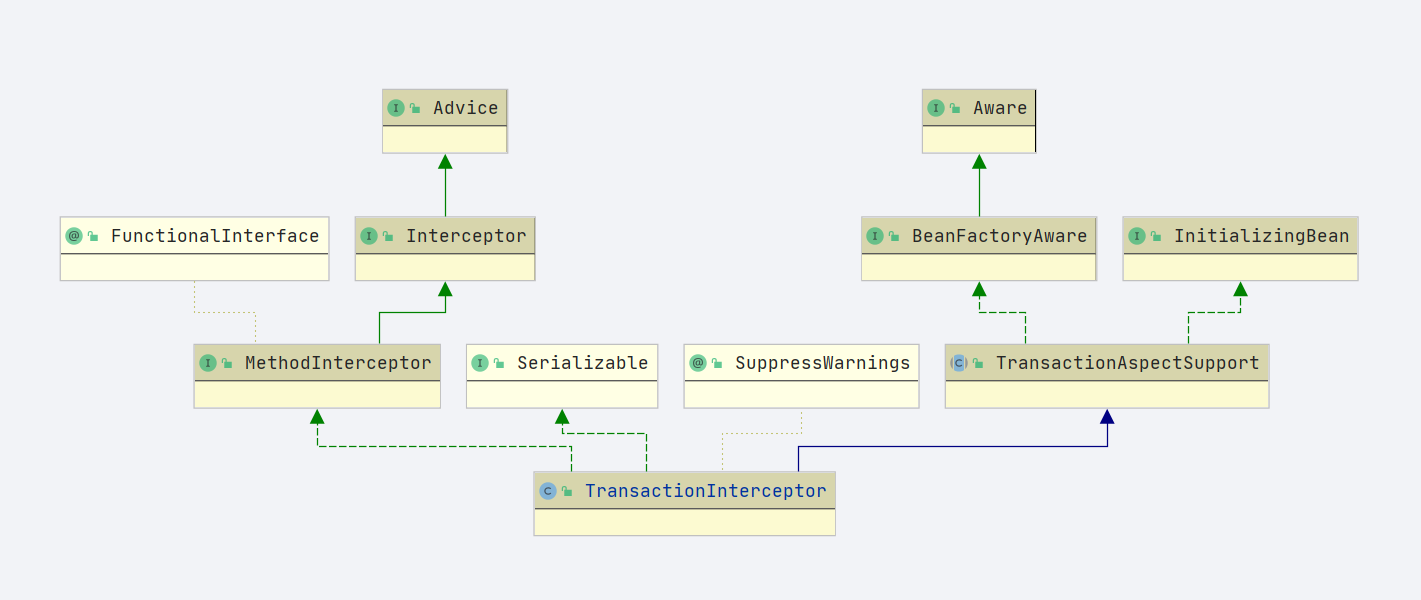 I Advice
I Aware
@ FunctionalInterface
I Interceptor
I BeanFactoryAware
I InitializingBean
I MethodInterceptor
I Serializable
@ SuppressWarnings
C TransactionAspectSupport
C TransactionInterceptor